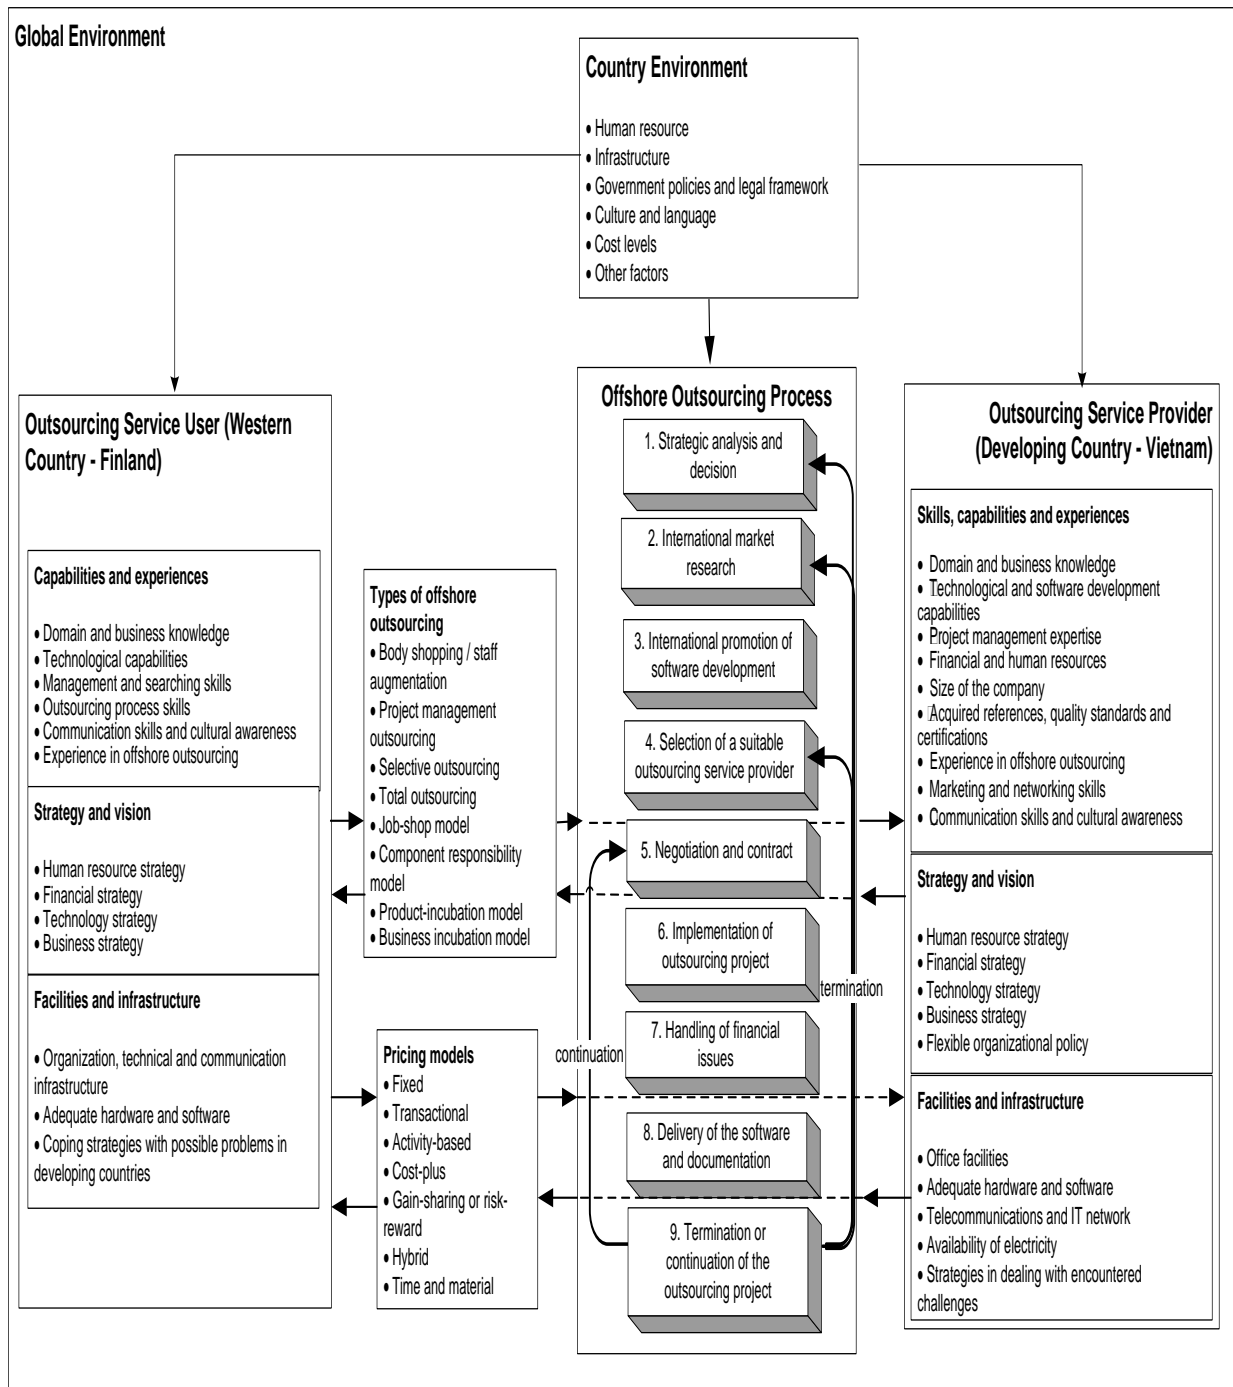 Global Environment
Country Environment
• Human resource
• Infrastructure
• Government policies and legal framework
• Culture and language
• Cost levels
• Other factors
Outsourcing Service User (Western
Country - Finland)
Capabilities and experiences
• Domain and business knowledge
• Technological capabilities
• Management and searching skills
• Outsourcing process skills
• Communication skills and cultural awareness
• Experience in offshore outsourcing
Strategy and vision
• Human resource strategy
• Financial strategy
• Technology strategy
• Business strategy
Facilities and infrastructure
• Organization, technical and communication
infrastructure
• Adequate hardware and software
• Coping strategies with possible problems in
developing countries
Types of offshore
outsourcing
• Body shopping / staff
augmentation
• Project management
outsourcing
• Selective outsourcing
• Total outsourcing
• Job-shop model
• Component responsibility
model
• Product-incubation model
• Business incubation model
Pricing models
• Fixed
• Transactional
• Activity-based
• Cost-plus
• Gain-sharing or risk-
reward
• Hybrid
• Time and material
Offshore Outsourcing Process
1. Strategic analysis and
decision
2. International market
research
3. International promotion of
software development
4. Selection of a suitable
outsourcing service provider
5. Negotiation and contract
6. Implementation of
outsourcing project
termination
7. Handling of financial
issues
continuation
8. Delivery of the software
and documentation
9. Termination or
continuation of the
outsourcing project
Outsourcing Service Provider
(Developing Country - Vietnam)
Skills, capabilities and experiences
• Domain and business knowledge
• Technological and software development
capabilities
• Project management expertise
• Financial and human resources
• Size of the company
• Acquired references, quality standards and
certifications
• Experience in offshore outsourcing
• Marketing and networking skills
• Communication skills and cultural awareness
Strategy and vision
• Human resource strategy
• Financial strategy
• Technology strategy
• Business strategy
• Flexible organizational policy
Facilities and infrastructure
• Office facilities
• Adequate hardware and software
• Telecommunications and IT network
• Availability of electricity
• Strategies in dealing with encountered
challenges